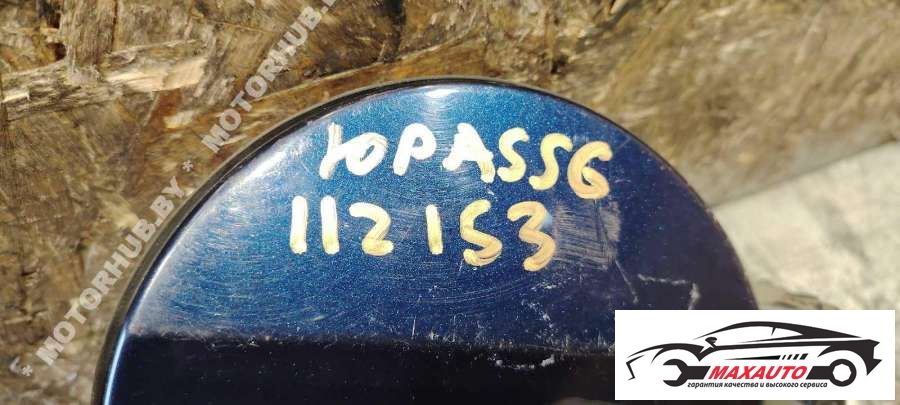 * MOTORHUB.BY * MOTORHUB.BY
ЮPASS6
112153
MAXAUTO
гарантия качества и высокого сервиса